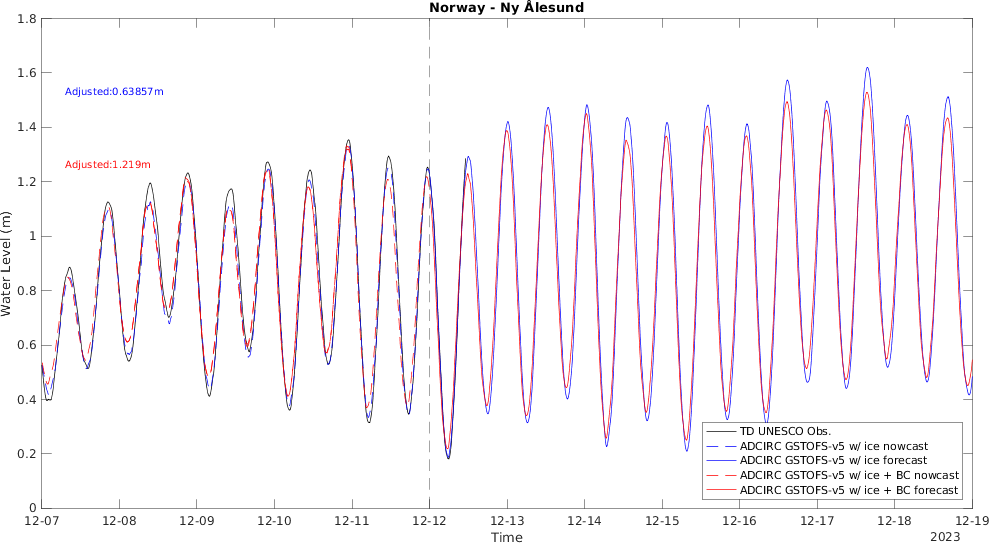 Norway - Ny Ålesund
1.8
1.6
1.4
1.2
1
0.8
0.6
0.4
0.2
0
Water Level (m)
Adjusted:0.63857m
Adjusted:1.219m
TD UNESCO Obs.
ADCIRC GSTOFS-v5 w/ ice nowcast
ADCIRC GSTOFS-v5 w/ ice forecast
ADCIRC GSTOFS-v5 w/ ice + BC nowcast
ADCIRC GSTOFS-v5 w/ ice + BC forecast
12-07 12-08 12-09 12-10 12-11 12-12 12-13 12-14 12-15 12-16 12-17 12-18 12-19
Time
2023